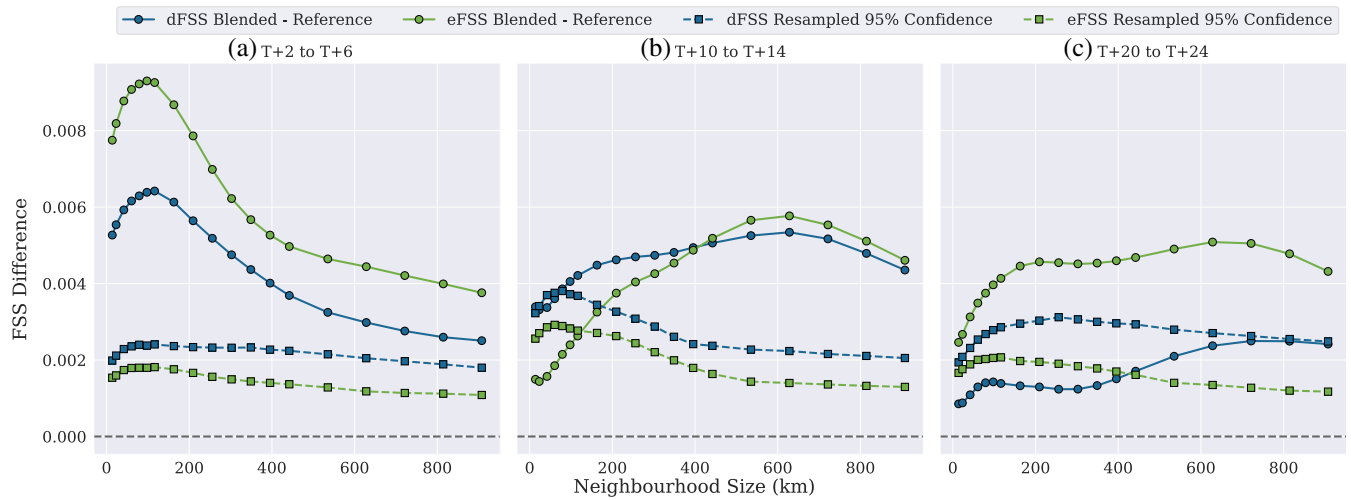 dFSS Blended - Reference
eFSS Blended - Reference
dFSS Resampled 95% Confidence
eFSS Resampled 95% Confidence
(a) T+2 to T+6
(b) T+10 to T+14
(c) T+20 to T+24
FSS Difference
0.008
0.006
0.004
0.002
0.000
0 200 400 600 800
0 200 400 600 800
0 200 400 600 800
Neighbourhood Size (km)